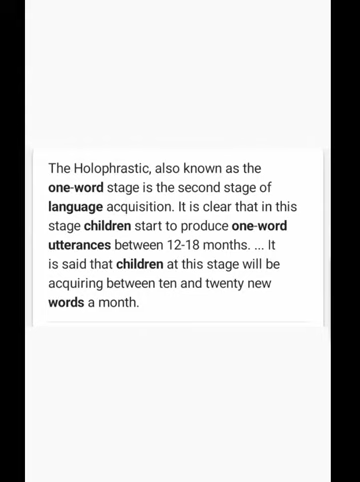 The Holophrastic, also known as the
one-word stage is the second stage of
language acquisition. It is clear that in this
stage children start to produce one-word
utterances between 12-18 months. ... It
is said that children at this stage will be
acquiring between ten and twenty new
words a month.